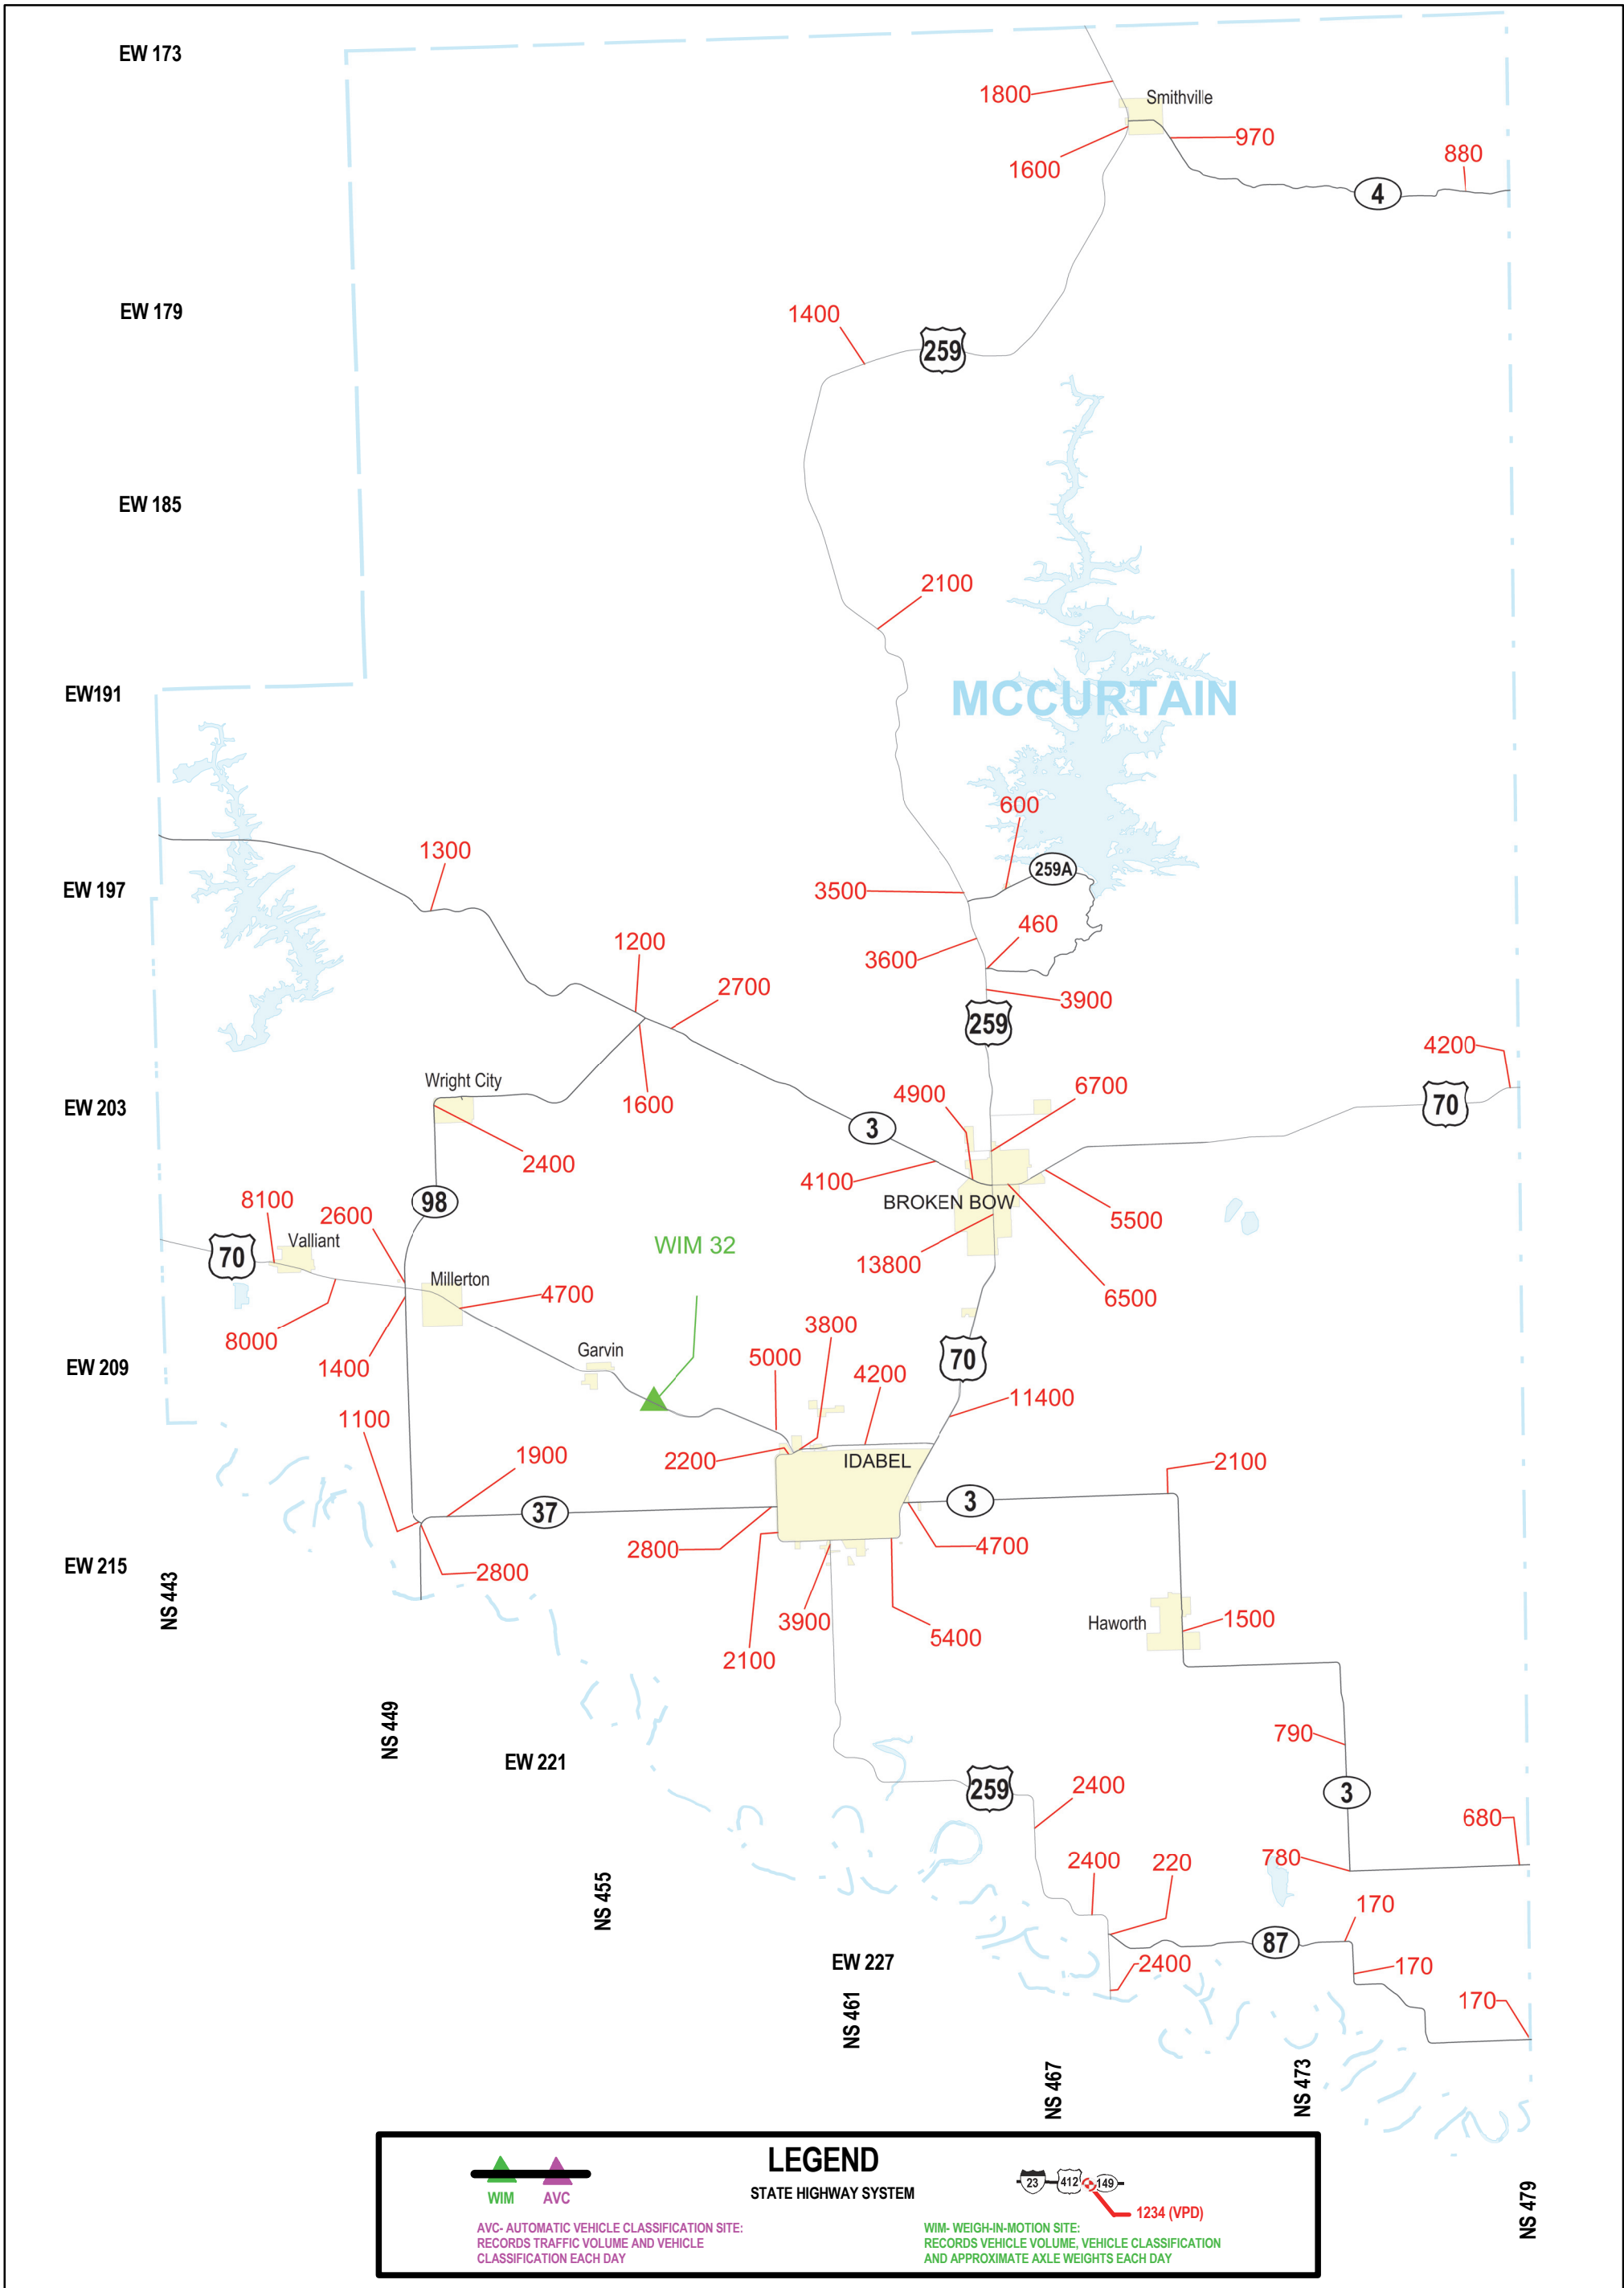 EW 173
1800
Smithville
970
1600
880
4
EW 179
1400
259
EW 185
2100
EW191
MCCURTAIN
600
1300
259A
EW 197
3500
460
1200
3600
2700
3900
259
4200
Wright City
6700
4900
70
EW 203
1600
3
2400
4100
8100
98
BROKEN BOW
2600
5500
Valliant
WIM 32
70
13800
Millerton
4700
6500
3800
8000
Garvin
5000
70
EW 209
1400
4200
11400
1100
1900
2200
IDABEL
2100
37
3
2800
4700
EW 215
2800
NS 443
3900
Haworth
1500
5400
2100
NS 449
790
EW 221
259
2400
3
680
2400
220
780
NS 455
170
87
EW 227
2400
170
NS 461
170
NS 467
NS 473
NS 479
LEGEND
STATE HIGHWAY SYSTEM
WIM
AVC
23
412
149
1234 (VPD)
AVC- AUTOMATIC VEHICLE CLASSIFICATION SITE:
RECORDS TRAFFIC VOLUME AND VEHICLE
CLASSIFICATION EACH DAY
WIM- WEIGH-IN-MOTION SITE:
RECORDS VEHICLE VOLUME, VEHICLE CLASSIFICATION
AND APPROXIMATE AXLE WEIGHTS EACH DAY